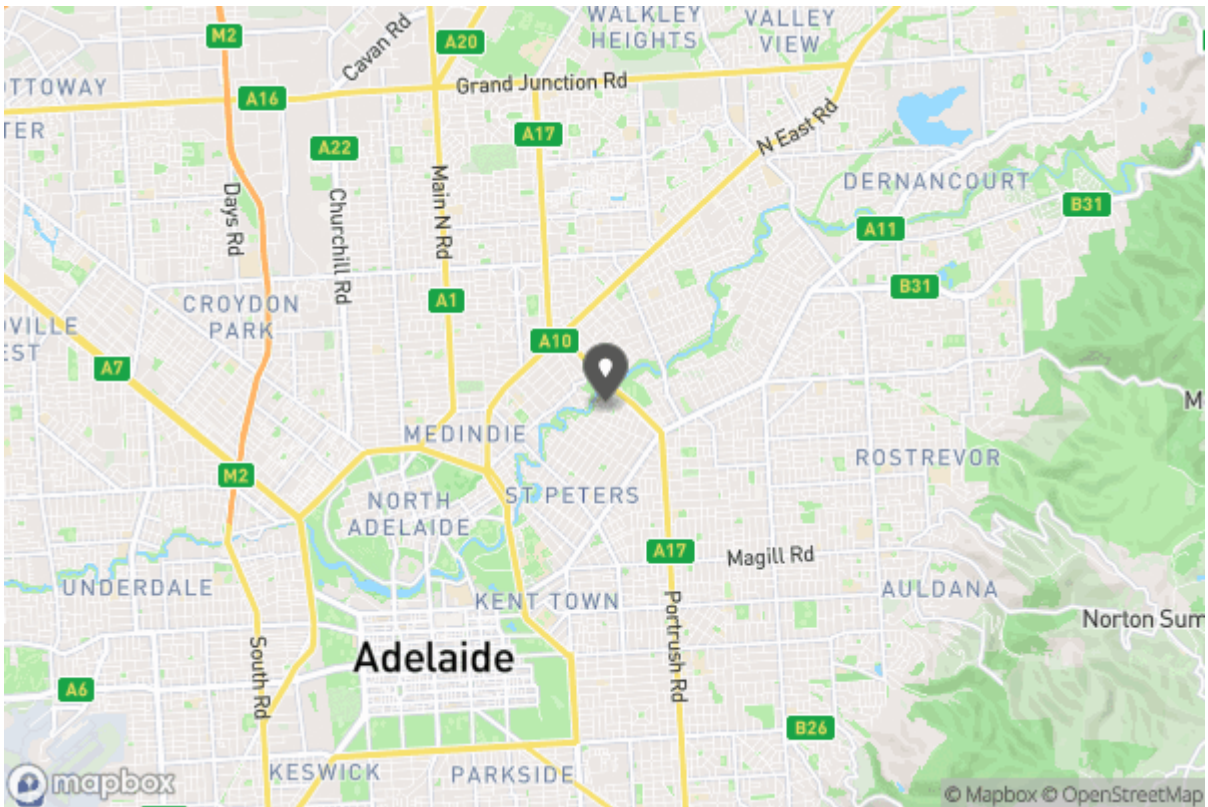 WALKLEY
HEIGHTS
VALLEY
VIEW
M2
A20
Cavan Rd
Grand Junction Rd
OTTOWAY
A16
A17
N East Rd
TER
A22
Days Rd
Churchill Rd
Main N Rd
DERNANCOURT
B31
A11
B31
CROYDON
PARK
A1
VILLE
EST
A10
A7
M
MEDINDIE
ROSTREVOR
M2
NORTH
ADELAIDE
ST PETERS
A17
Magill Rd
UNDERDALE
KENT TOWN
AULDANA
Portrush Rd
Norton Sum
South Rd
Adelaide
A6
B26
KESWICK
PARKSIDE
mapbox
© Mapbox © OpenStreetMap